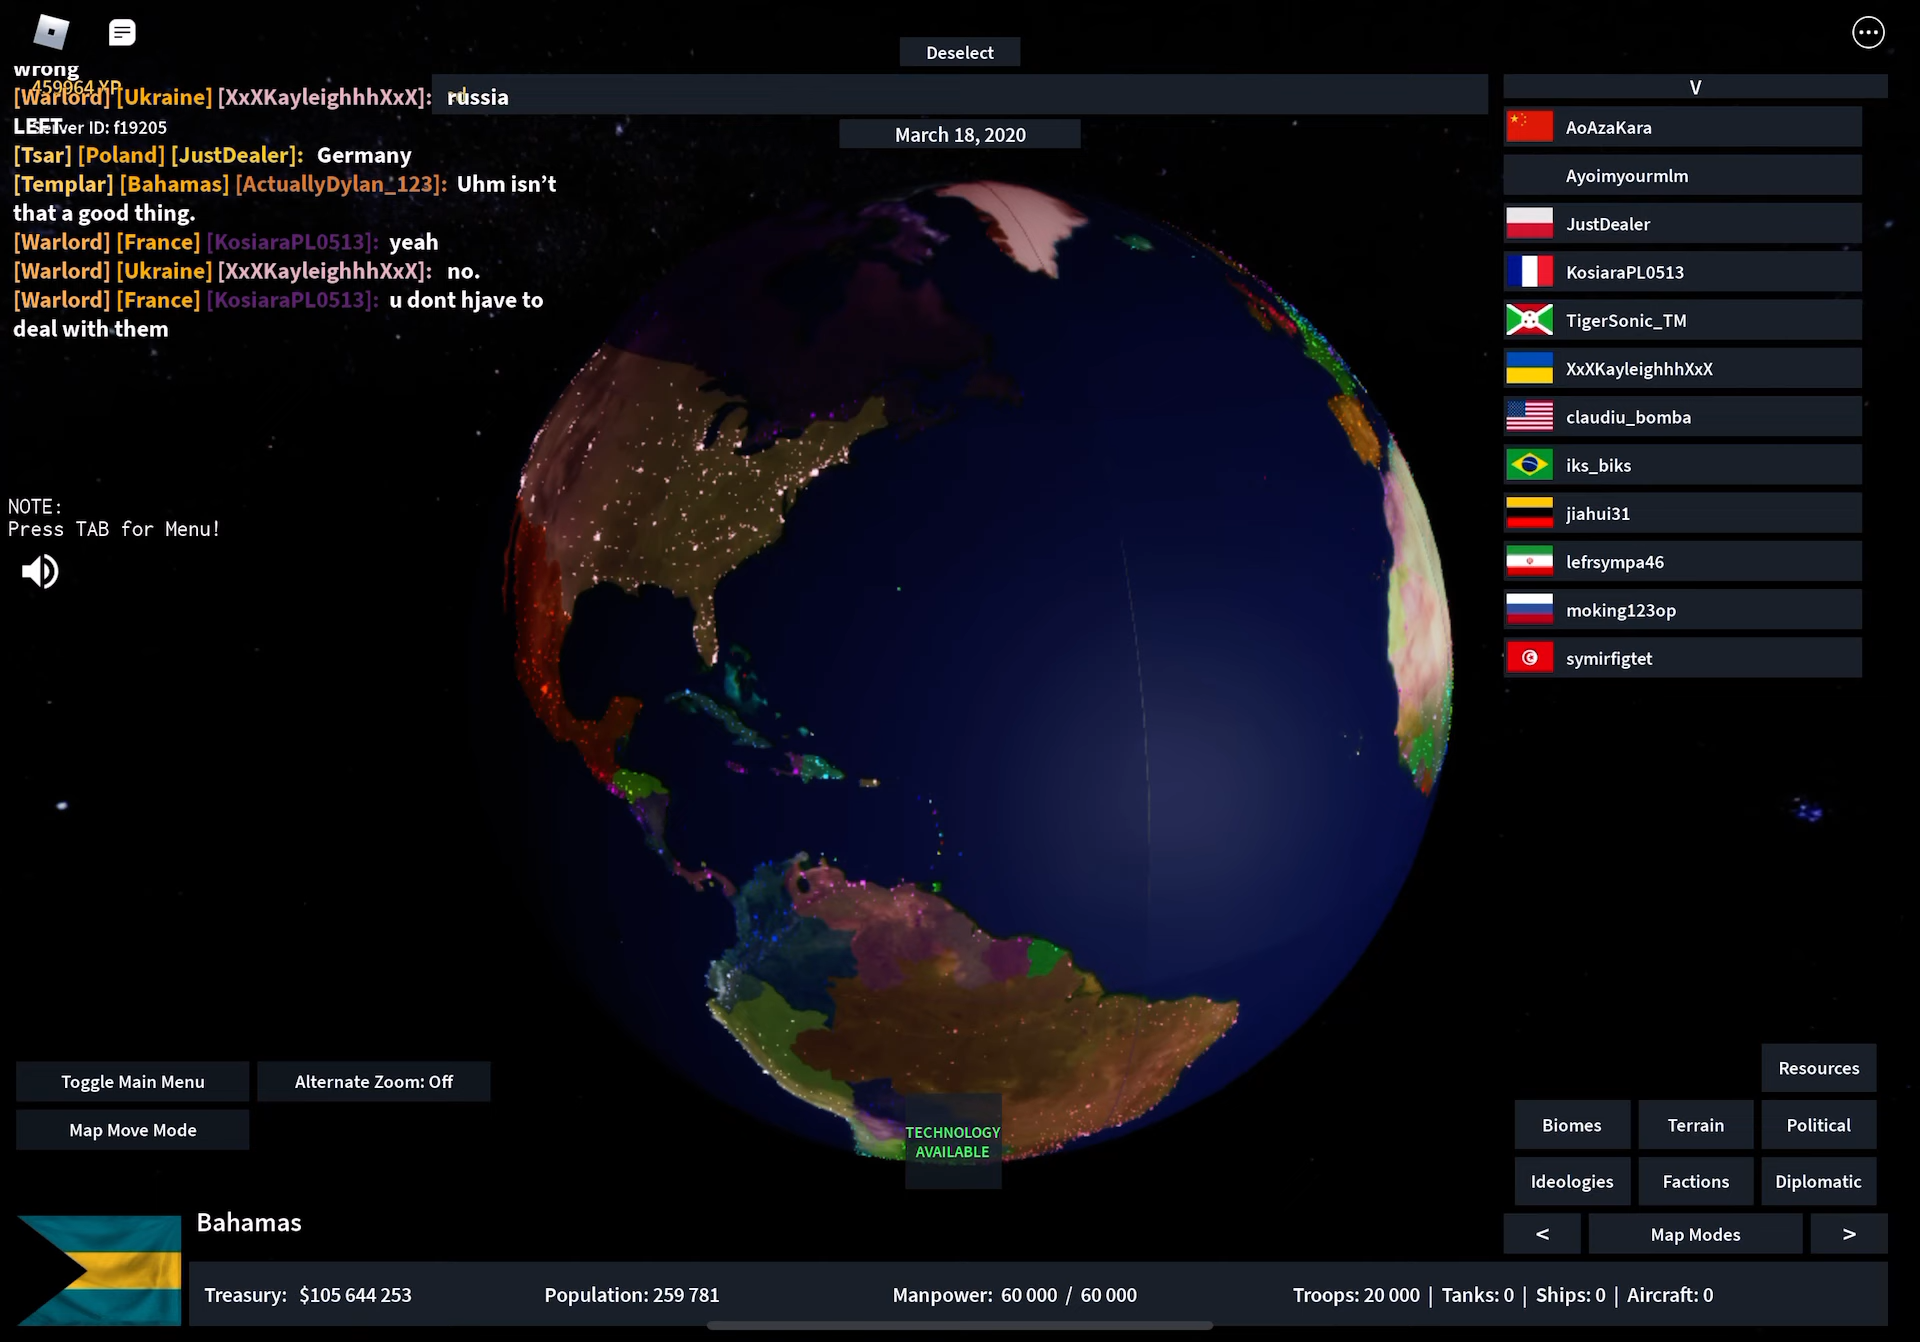 Deselect
wrong
459964 XP
[Warlord] [Ukraine] [XxXKayleighhhXxX]: russia
LEFT
Server ID: f19205
March 18, 2020
[Tsar] [Poland] [JustDealer]: Germany
[Templar] [Bahamas] [ActuallyDylan_123]: Uhm isn’t
that a good thing.
[Warlord] [France] [KosiaraPL0513]: yeah
[Warlord] [Ukraine] [XxXKayleighhhXxX]: no.
[Warlord] [France] [KosiaraPL0513]: u dont hjave to
deal with them
V
AoAzaKara
Ayoimyourmlm
JustDealer
KosiaraPL0513
TigerSonic_TM
XxXKayleighhhXxX
claudiu_bomba
iks_biks
jiahui31
lefrsympa46
moking123op
symirfigtet
NOTE:
Press TAB for Menu!
Toggle Main Menu
Alternate Zoom: Off
Map Move Mode
TECHNOLOGY
AVAILABLE
Resources
Biomes
Terrain
Political
Ideologies
Factions
Diplomatic
<
Map Modes
>
Bahamas
Treasury: $105 644 253
Population: 259 781
Manpower: 60 000 / 60 000
Troops: 20 000 | Tanks: 0 | Ships: 0 | Aircraft: 0